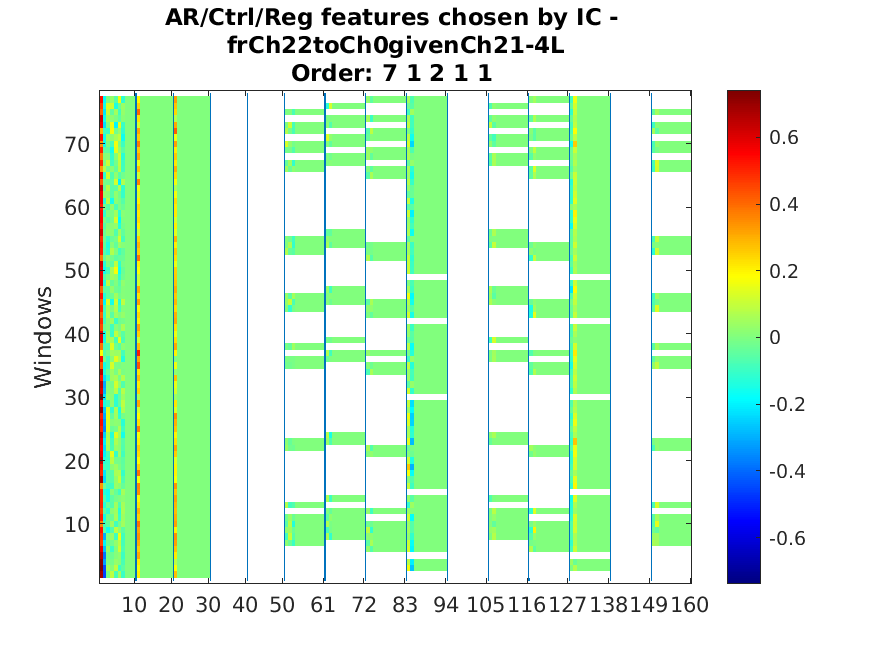 AR/Ctrl/Reg features chosen by IC -
frCh22toCh0givenCh21-4L
Order: 7 1 2 1 1
Windows
70
60
50
40
30
20
10
10 20 30 40 50 61 72 83 94 105 116 127 138 149 160
0.6
0.4
0.2
0
-0.2
-0.4
-0.6